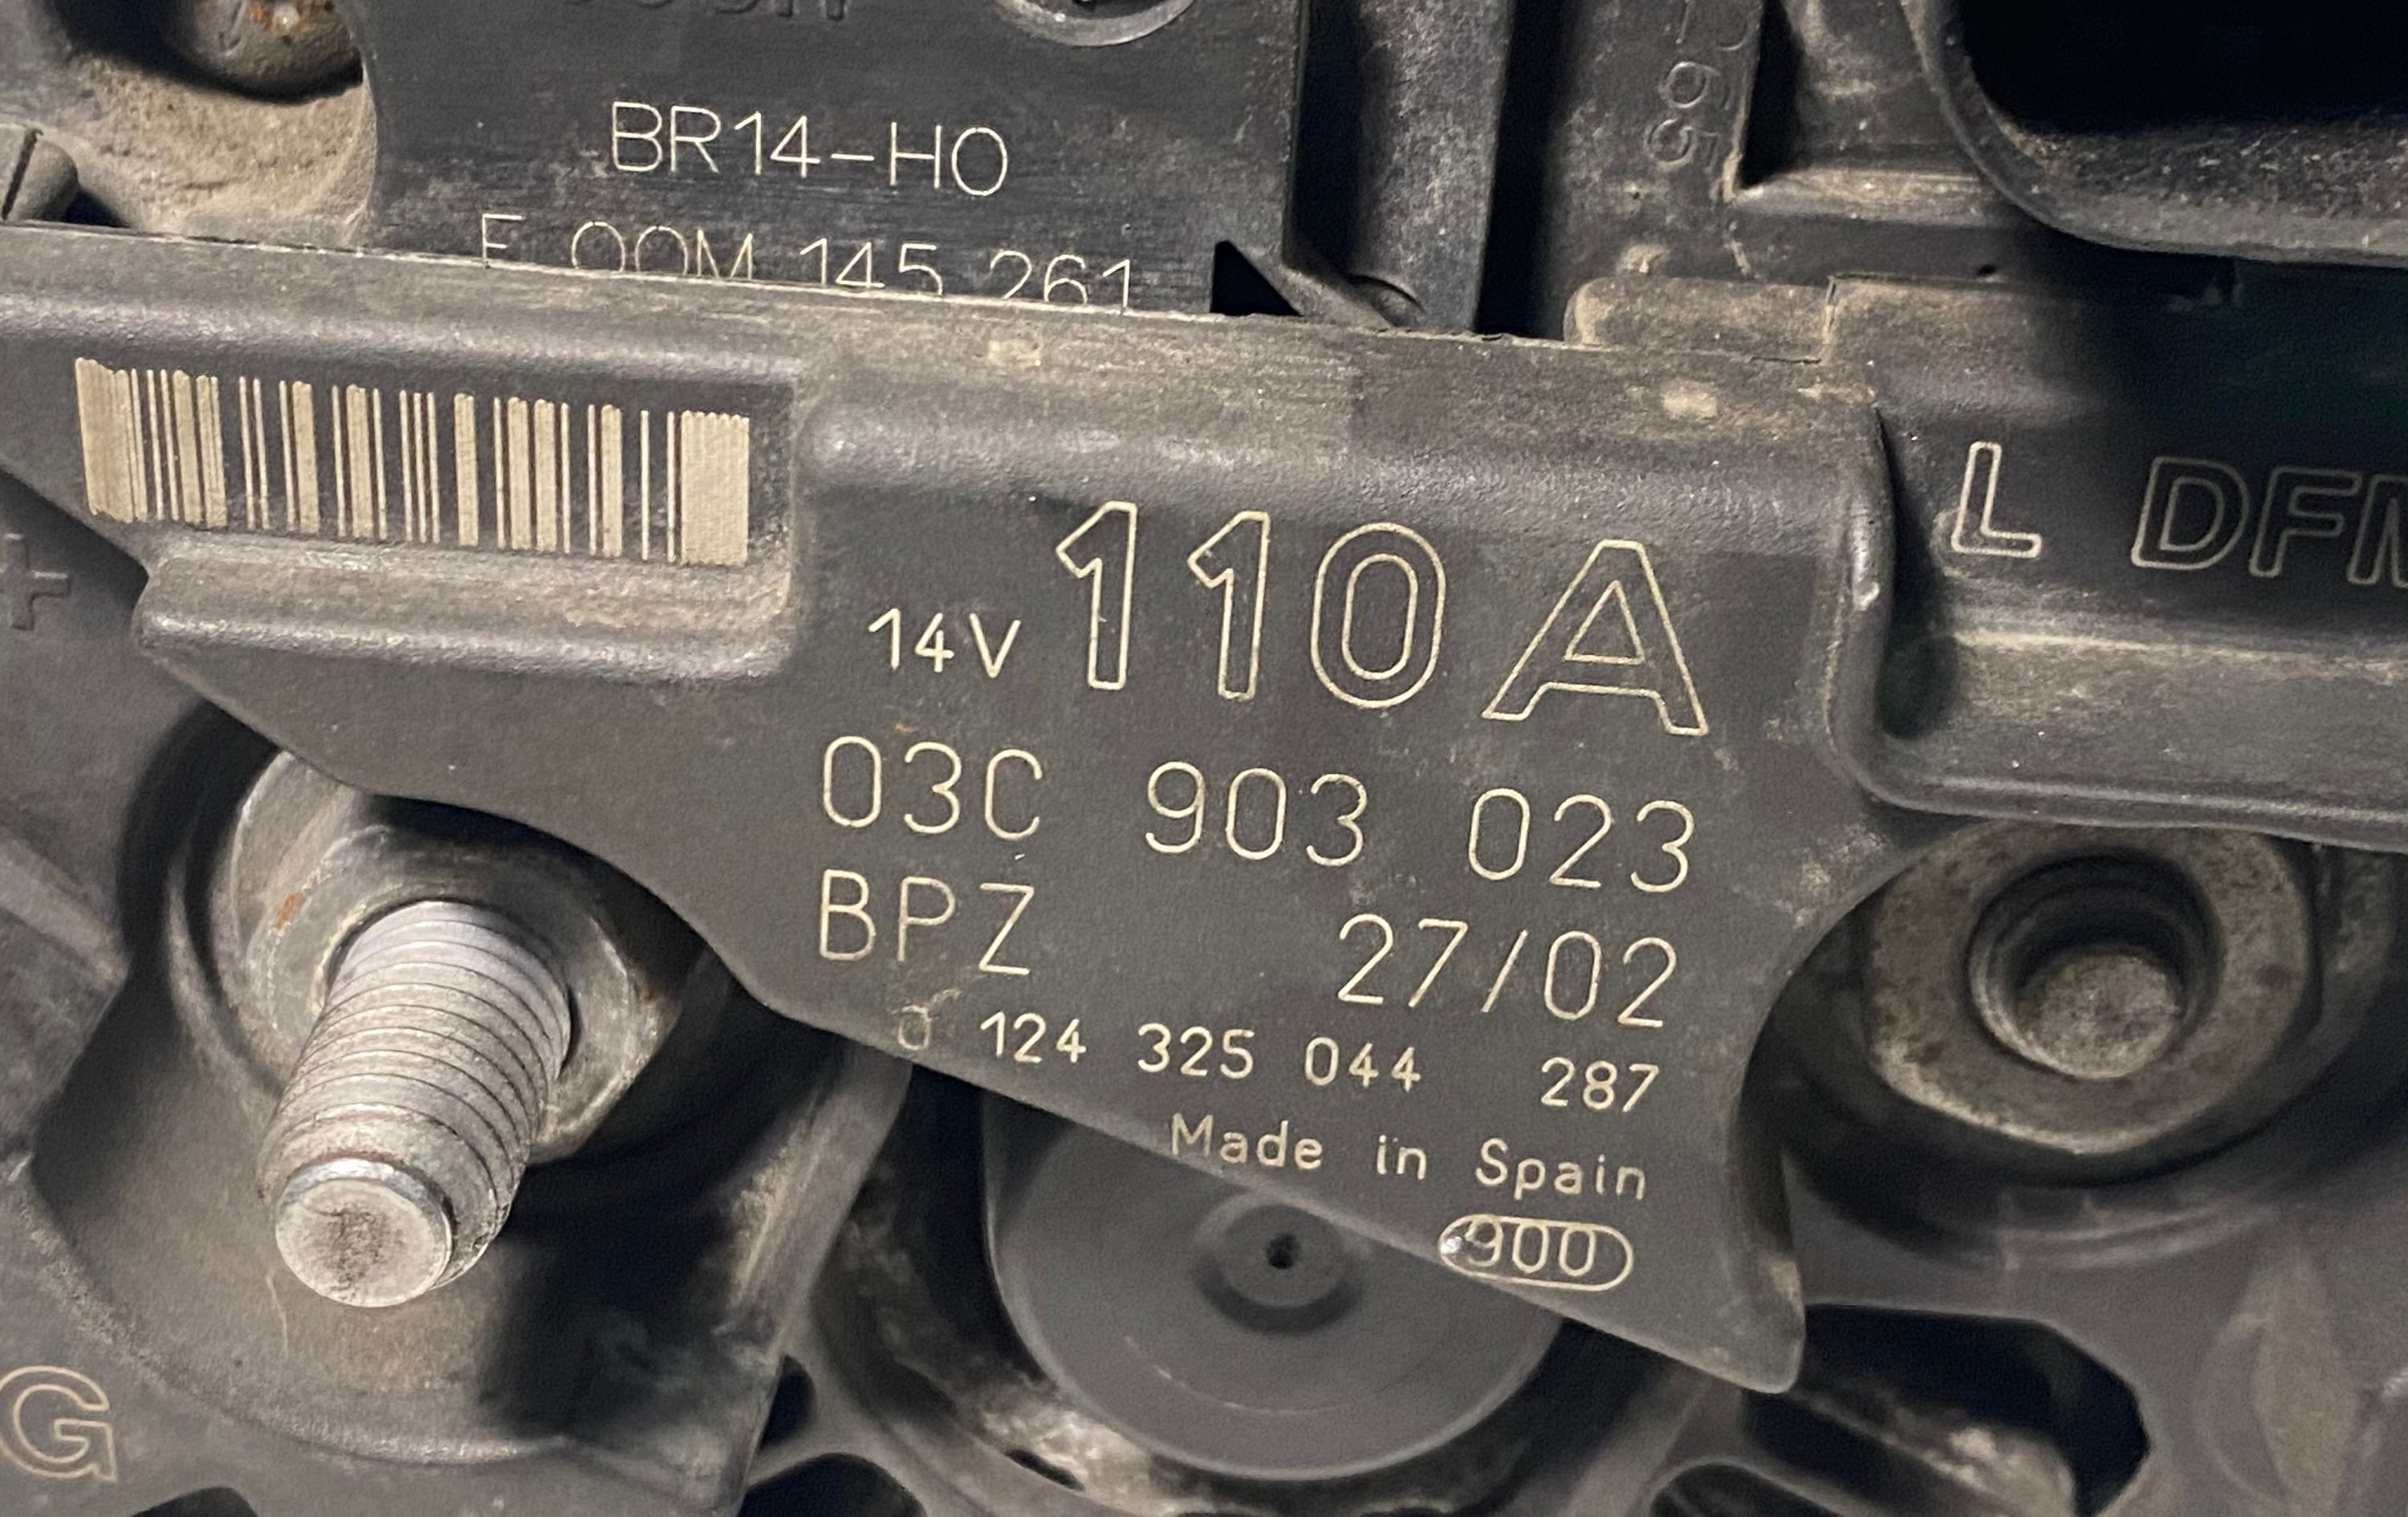 BR14-HO
F 00M 145 261
265
L DFM
14V 110A
03C 903 023
BPZ 27/02
0 124 325 044 287
Made in Spain
900
+
G